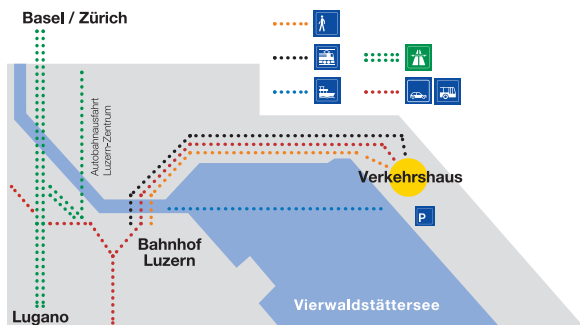 Basel / Zürich
Autobahnausfahrt
Luzern-Zentrum
Verkehrshaus
P
Bahnhof
Luzern
Vierwaldstättersee
Lugano